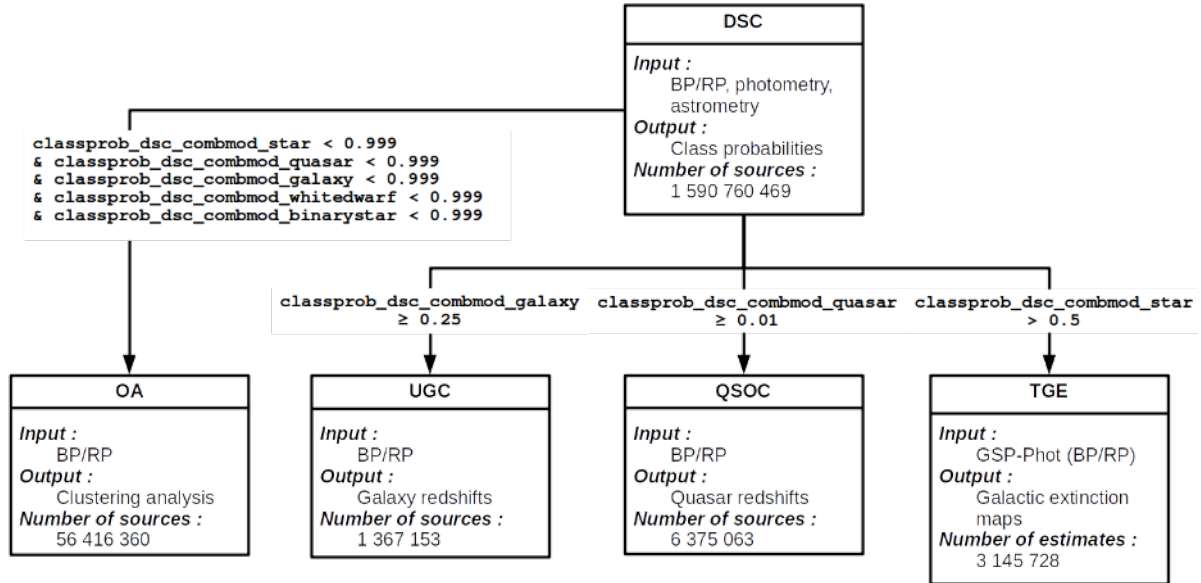 DSC
Input :
BP/RP, photometry,
astrometry
Output :
Class probabilities
Number of sources :
1 590 760 469
classprob_dsc_combmod_star < 0.999
& classprob_dsc_combmod_quasar < 0.999
& classprob_dsc_combmod_galaxy < 0.999
& classprob_dsc_combmod_whitedwarf < 0.999
& classprob_dsc_combmod_binarystar < 0.999
classprob_dsc_combmod_galaxy
≥ 0.25
classprob_dsc_combmod_quasar
≥ 0.01
classprob_dsc_combmod_star
> 0.5
OA
Input :
BP/RP
Output :
Clustering analysis
Number of sources :
56 416 360
UGC
Input :
BP/RP
Output :
Galaxy redshifts
Number of sources :
1 367 153
QSOC
Input :
BP/RP
Output :
Quasar redshifts
Number of sources :
6 375 063
TGE
Input :
GSP-Phot (BP/RP)
Output :
Galactic extinction
maps
Number of estimates :
3 145 728